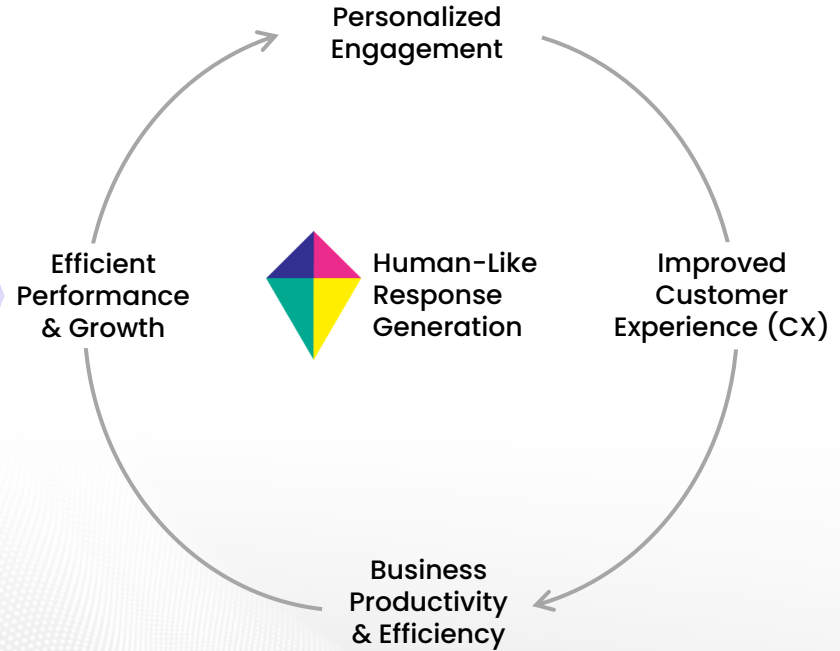 Personalized
Engagement
Efficient
Performance
& Growth
Human-Like
Response
Generation
Improved
Customer
Experience (CX)
Business
Productivity
& Efficiency